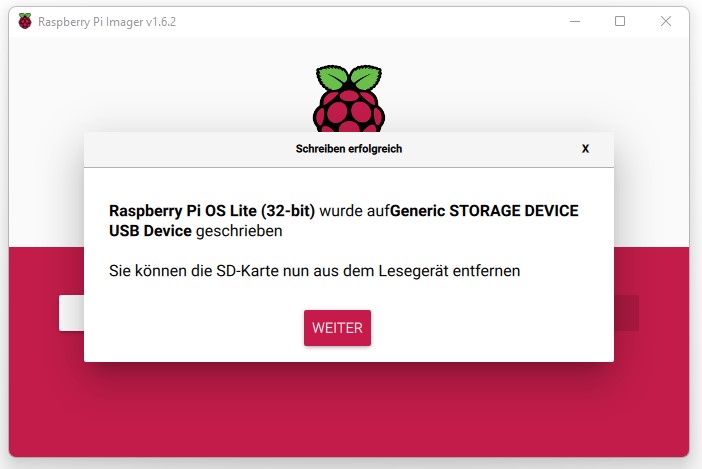 Raspberry Pi Imager v1.6.2
Schreiben erfolgreich
X
Raspberry Pi OS Lite (32-bit) wurde aufGeneric STORAGE DEVICE
USB Device geschrieben
Sie können die SD-Karte nun aus dem Lesegerät entfernen
WEITER